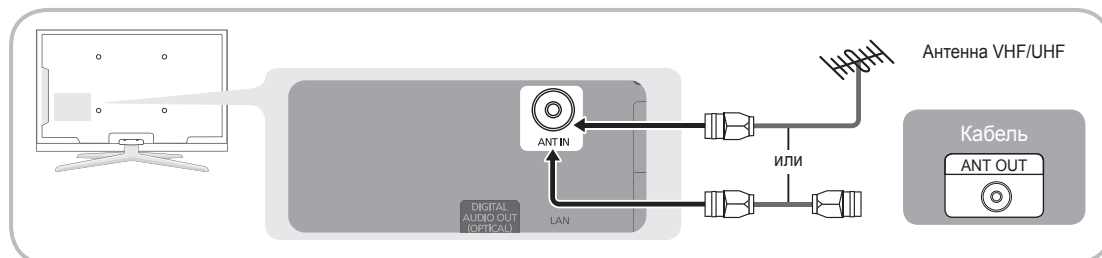 Антенна VHF/UHF
ANT IN
Кабель
или
ANT OUT
DIGITAL
AUDIO OUT
(OPTICAL)
LAN